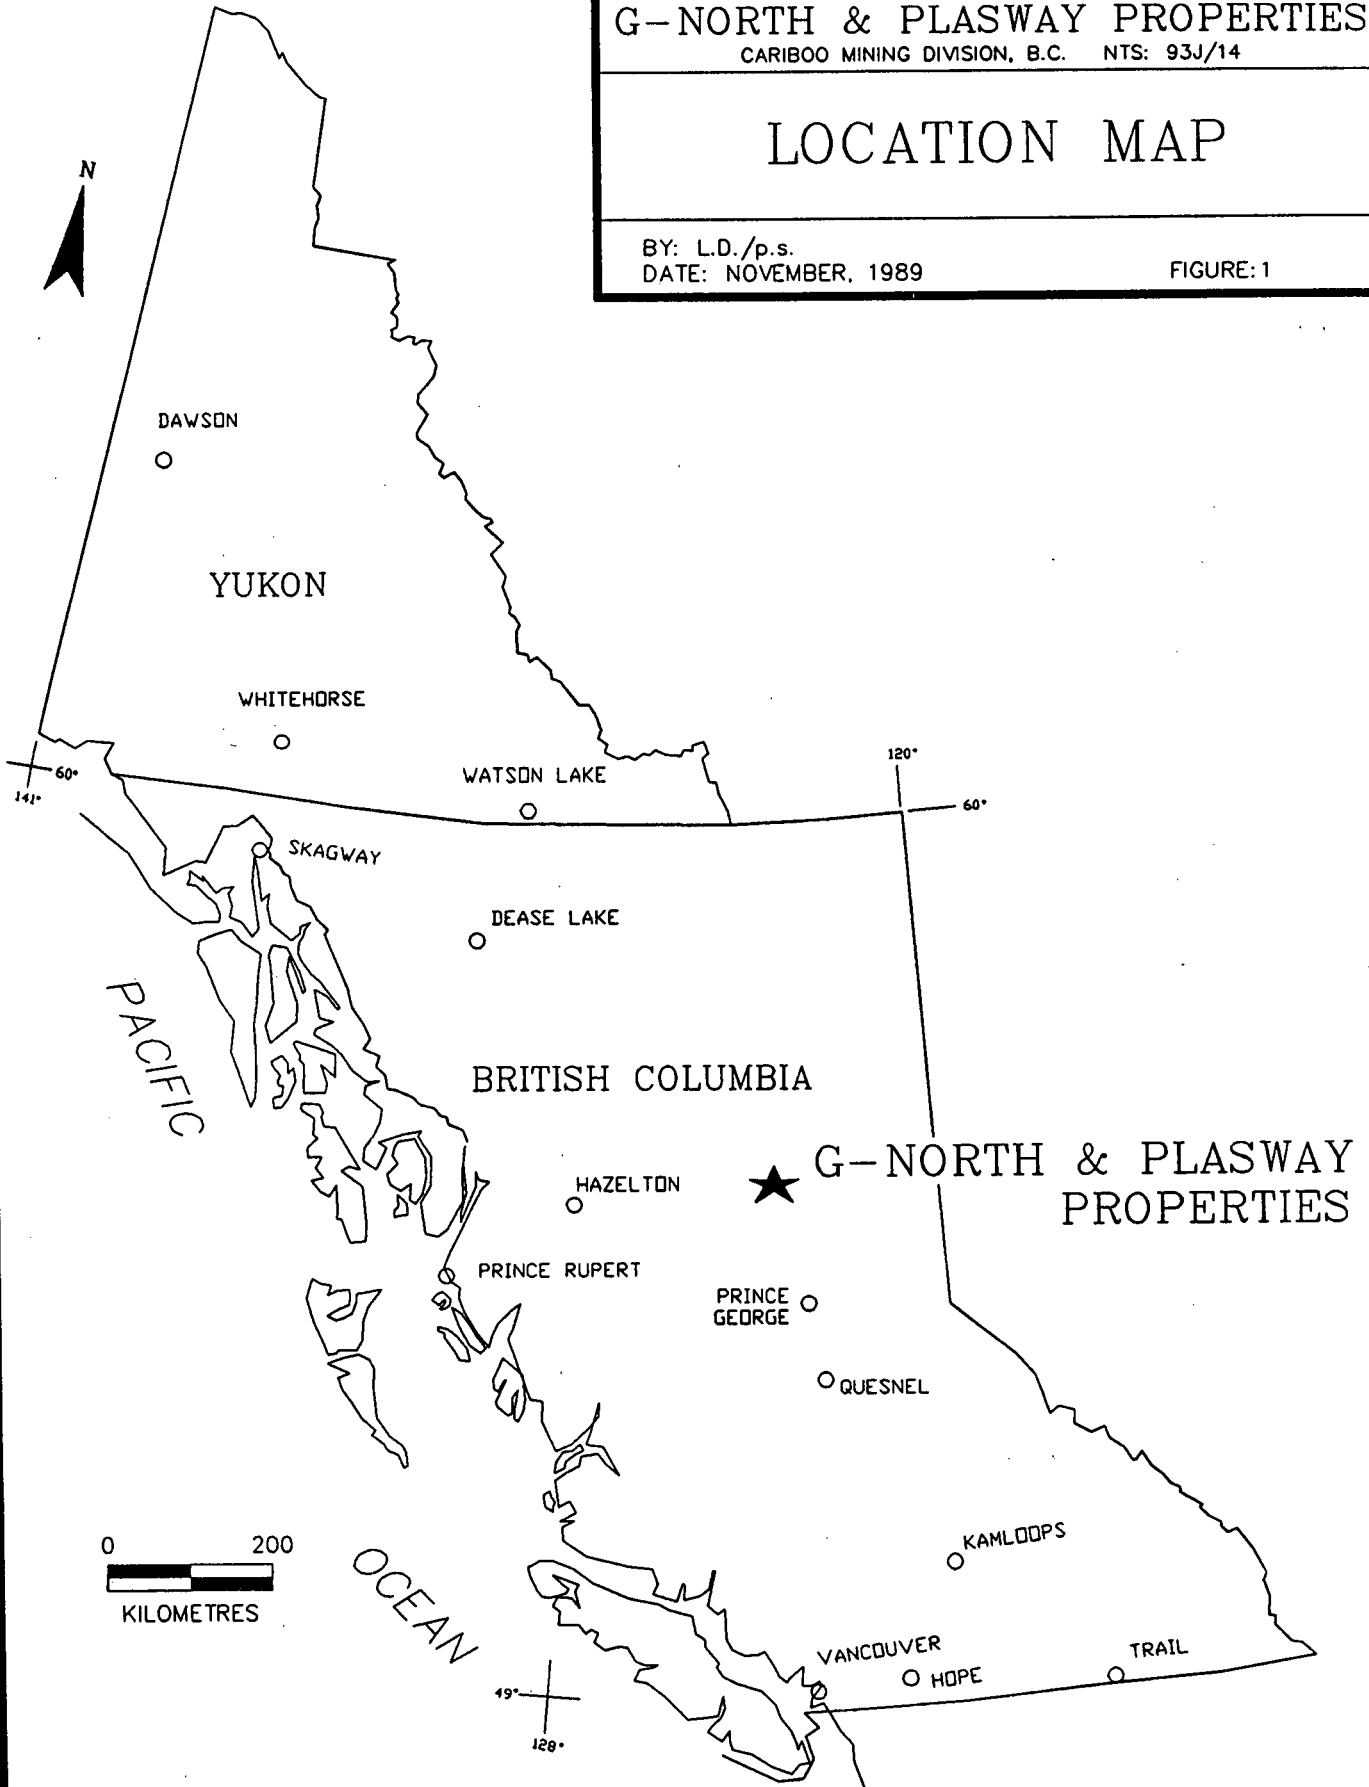 G-NORTH & PLASWAY PROPERTIES
CARIBOO MINING DIVISION, B.C. NTS: 93J/14
LOCATION MAP
BY: L.D./p.s.
DATE: NOVEMBER, 1989
FIGURE: 1
N
DAWSON
YUKON
WHITEHORSE
WATSON LAKE
120°
60°
141°
60°
SKAGWAY
DEASE LAKE
PACIFIC
BRITISH COLUMBIA
G-NORTH & PLASWAY
PROPERTIES
HAZELTON
PRINCE RUPERT
PRINCE
GEORGE
QUESNEL
KAMLOOPS
0 200
KILOMETRES
OCEAN
VANCOUVER
HOPE
TRAIL
49°
128°